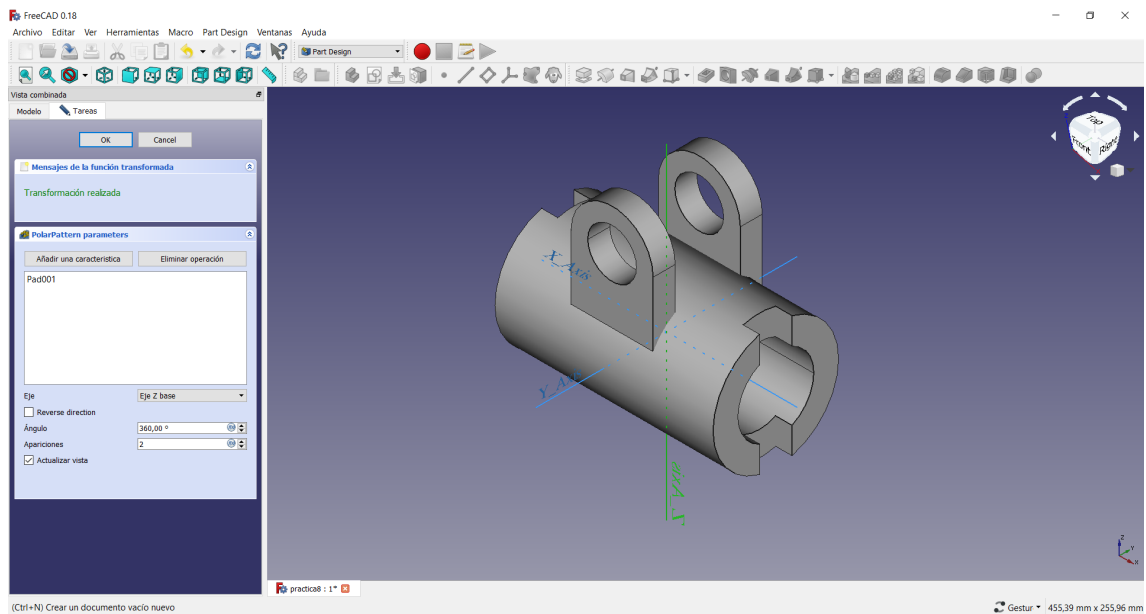 FreeCAD 0.18
Archivo Editar Ver Herramientas Macro Part Design Ventanas Ayuda
Part Design
Vista combinada
Modelo Tareas
OK Cancel
Mensajes de la función transformada
Transformación realizada
PolarPattern parameters
Añadir una caracteristica Eliminar operación
Pad001
Eje Eje Z base
Reverse direction
Ángulo 360,00 °
Apariciones 2
Actualizar vista
Top
Front Right
X_Axis
Y_Axis
Z
Y
X
practica8 : 1*
(Ctrl+N) Crear un documento vacío nuevo
Gestur 455,39 mm x 255,96 mm